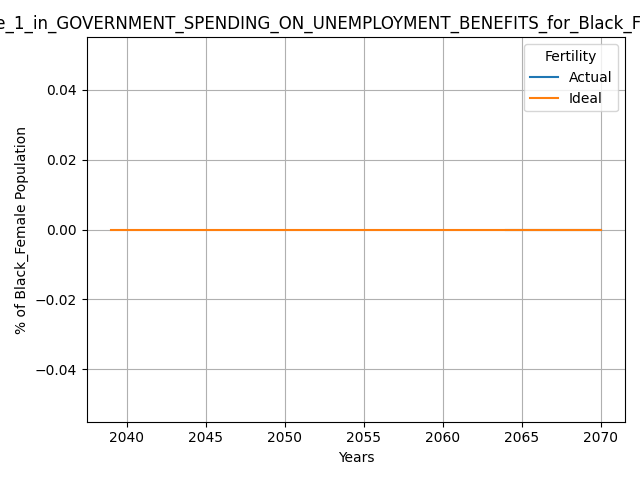 e_1_in_GOVERNMENT_SPENDING_ON_UNEMPLOYMENT_BENEFITS_for_Black_F
Fertility
Actual
Ideal
0.04
0.02
0.00
−0.02
−0.04
% of Black_Female Population
2040 2045 2050 2055 2060 2065 2070
Years